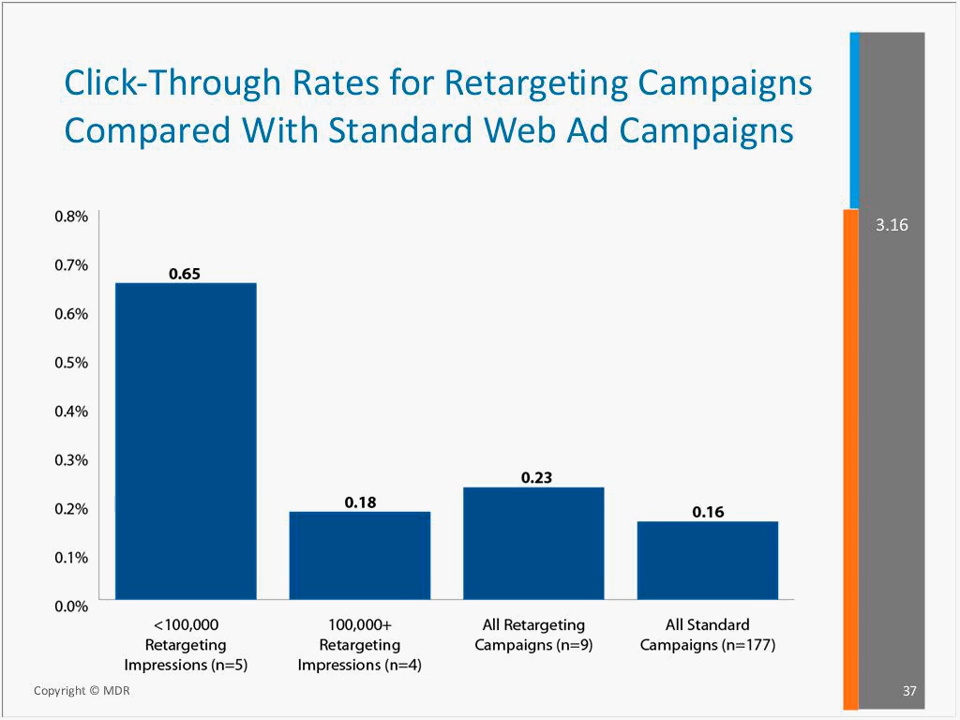 Click-Through Rates for Retargeting Campaigns
Compared With Standard Web Ad Campaigns
3.16
0.8%
0.7%
0.6%
0.5%
0.4%
0.3%
0.2%
0.1%
0.0%
0.65
0.18
0.23
0.16
<100,000
Retargeting
Impressions (n=5)
100,000+
Retargeting
Impressions (n=4)
All Retargeting
Campaigns (n=9)
All Standard
Campaigns (n=177)
Copyright © MDR
37